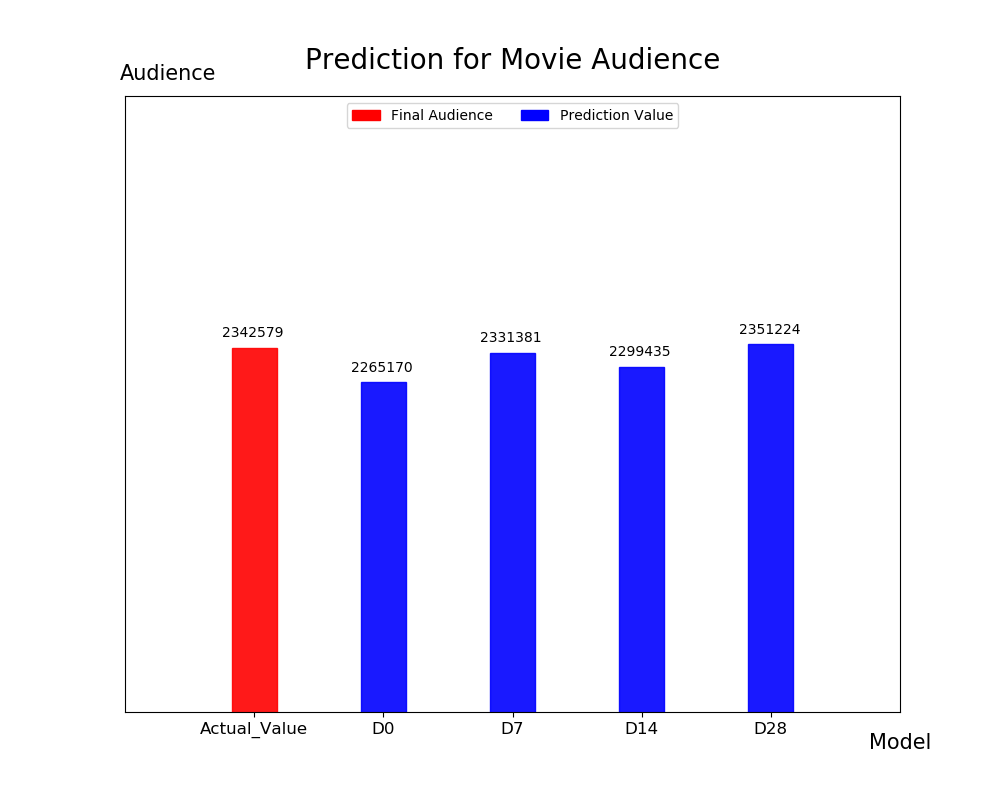 Prediction for Movie Audience
Audience
Final Audience
Prediction Value
2342579
2265170
2331381
2299435
2351224
Actual_Value
D0
D7
D14
D28
Model